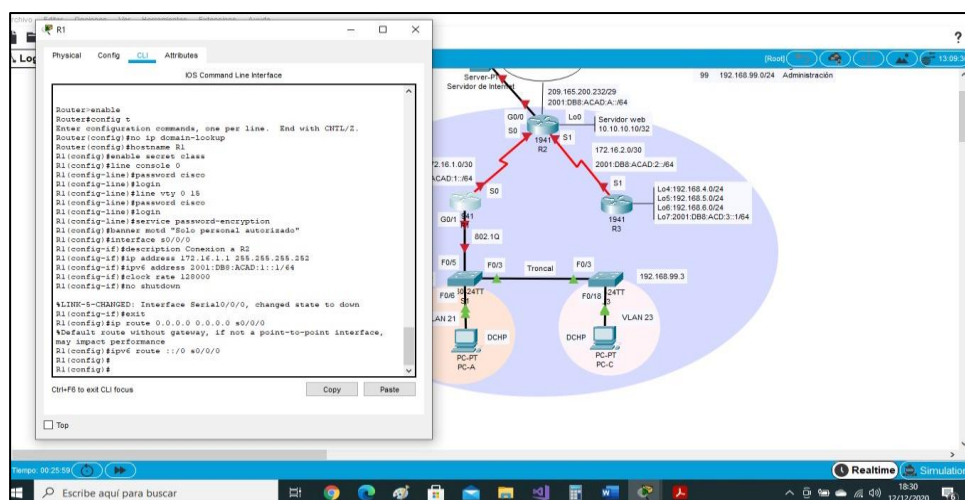 R1
Physical Config CLI Attributes
IOS Command Line Interface
Router>enable
Router#config t
Enter configuration commands, one per line. End with CNTL/Z.
Router(config)#no ip domain-lookup
Router(config)#hostname R1
R1(config)#enable secret class
R1(config)#line console 0
R1(config-line)#password cisco
R1(config-line)#login
R1(config-line)#line vty 0 15
R1(config-line)#password cisco
R1(config-line)#login
R1(config-line)#service password-encryption
R1(config)#banner motd "Solo personal autorizado"
R1(config)#interface s0/0/0
R1(config-if)#description Conexion a R2
R1(config-if)#ip address 172.16.1.1 255.255.255.252
R1(config-if)#ipv6 address 2001:DB8:ACAD:1::1/64
R1(config-if)#clock rate 128000
R1(config-if)#no shutdown
%LINK-5-CHANGED: Interface Serial0/0/0, changed state to down
R1(config-if)#exit
R1(config)#ip route 0.0.0.0 0.0.0.0 s0/0/0
%Default route without gateway, if not a point-to-point interface,
may impact performance
R1(config)#ipv6 route ::/0 s0/0/0
R1(config)#
R1(config)#
Ctrl+F6 to exit CLI focus
Copy Paste
Top
?
(Root)
13:09:3
99 192.168.99.0/24 Administración
Server-PT
Servidor de Internet
209.165.200.232/29
2001:DB8:ACAD:A::/64
G0/0
Lo0
S0
S1
Servidor web
10.10.10.10/32
1941
R2
72.16.1.0/30
ACAD:1::/64
172.16.2.0/30
2001:DB8:ACAD:2::/64
S0
S1
Lo4:192.168.4.0/24
Lo5:192.168.5.0/24
Lo6:192.168.6.0/24
Lo7:2001:DB8:ACD:3::1/64
1941
R3
G0/1
802.1Q
F0/5
F0/3
Troncal
F0/3
192.168.99.3
F0/6
F0/18
LAN 21
DCHP
DCHP
VLAN 23
PC-PT
PC-A
PC-PT
PC-C
Tiempo: 00:25:59
Realtime
Simulation
Escribe aquí para buscar
18:30
12/12/2020